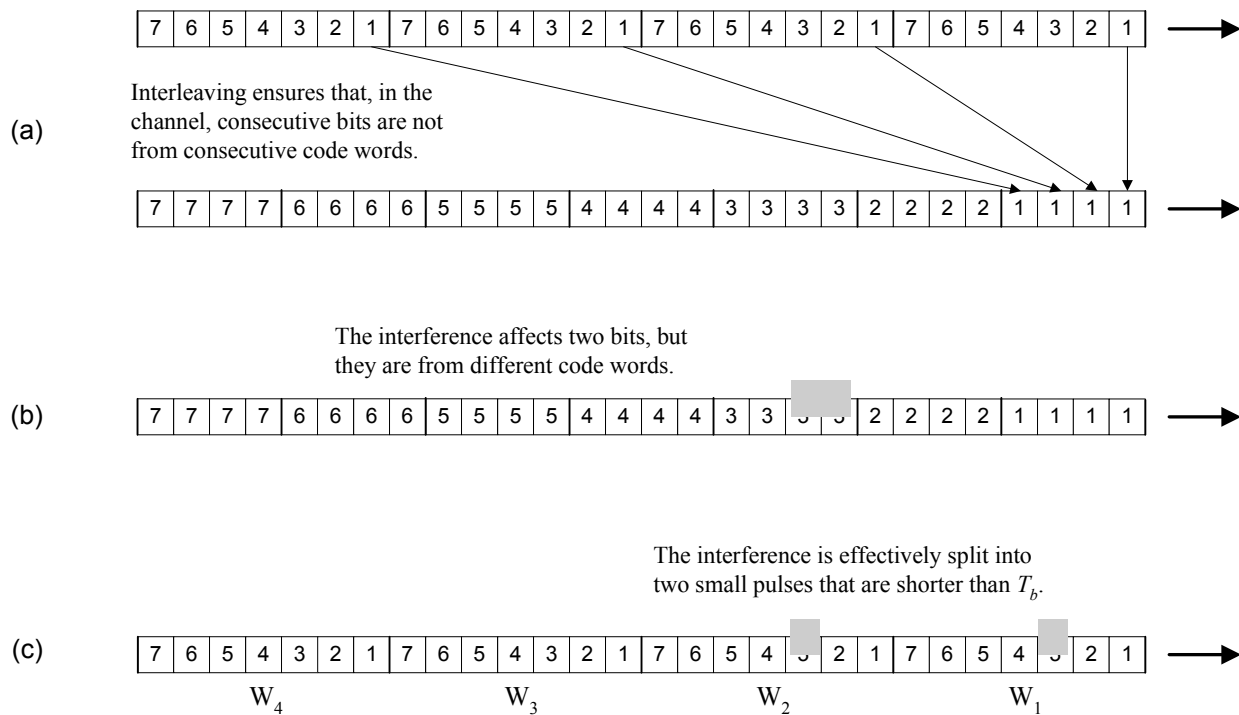 7 6 5 4 3 2 1 7 6 5 4 3 2 1 7 6 5 4 3 2 1 7 6 5 4 3 2 1
(a)
Interleaving ensures that, in the
channel, consecutive bits are not
from consecutive code words.
7 7 7 7 6 6 6 6 5 5 5 5 4 4 4 4 3 3 3 3 2 2 2 2 1 1 1 1
The interference affects two bits, but
they are from different code words.
(b)
7 7 7 7 6 6 6 6 5 5 5 5 4 4 4 4 3 3 3 3 2 2 2 2 1 1 1 1
The interference is effectively split into
two small pulses that are shorter than T_b.
(c)
7 6 5 4 3 2 1 7 6 5 4 3 2 1 7 6 5 4 3 2 1 7 6 5 4 3 2 1
W_4 W_3 W_2 W_1